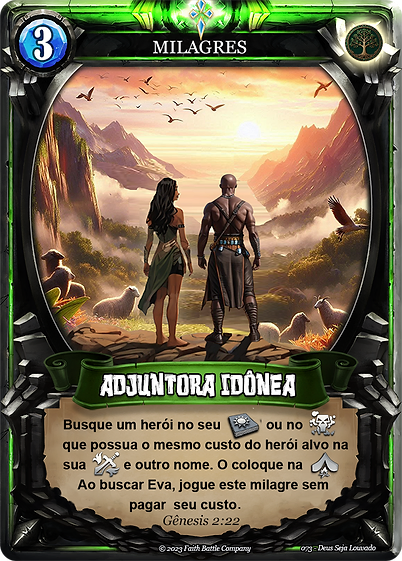 3
MILAGRES
ADJUNTORA IDÔNEA
Busque um herói no seu ou no
que possua o mesmo custo do herói alvo na
sua e outro nome. O coloque na
Ao buscar Eva, jogue este milagre sem
pagar seu custo.
Gênesis 2:22
© 2023 Faith Battle Company 073 - Deus Seja Louvado